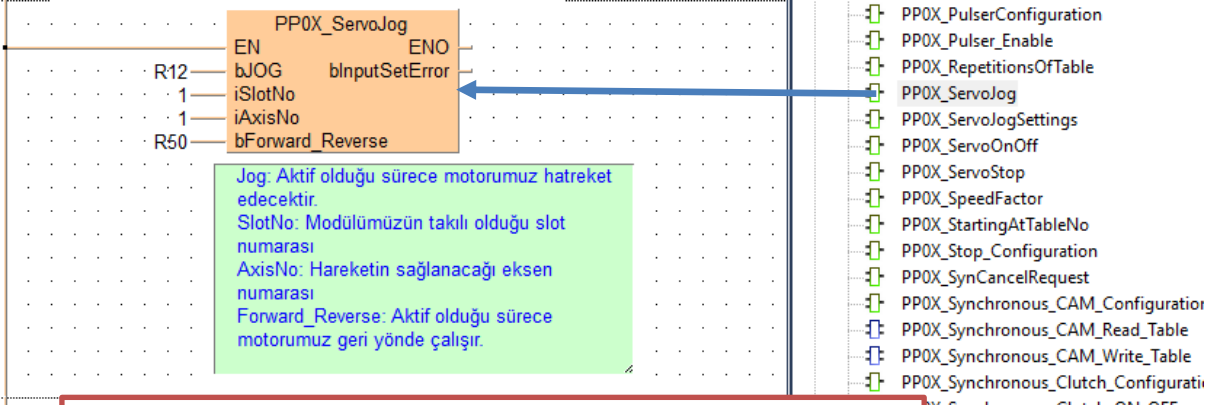 PP0X_ServoJog
EN ENO
R12 bJOG bInputSetError
1 iSlotNo
1 iAxisNo
R50 bForward_Reverse
Jog: Aktif olduğu sürece motorumuz hatreket
edecektir.
SlotNo: Modülümüzün takılı olduğu slot
numarası
AxisNo: Hareketin sağlanacağı eksen
numarası
Forward_Reverse: Aktif olduğu sürece
motorumuz geri yönde çalışır.
PP0X_PulserConfiguration
PP0X_Pulser_Enable
PP0X_RepetitionsOfTable
PP0X_ServoJog
PP0X_ServoJogSettings
PP0X_ServoOnOff
PP0X_ServoStop
PP0X_SpeedFactor
PP0X_StartingAtTableNo
PP0X_Stop_Configuration
PP0X_SynCancelRequest
PP0X_Synchronous_CAM_Configuration
PP0X_Synchronous_CAM_Read_Table
PP0X_Synchronous_CAM_Write_Table
PP0X_Synchronous_Clutch_Configurati